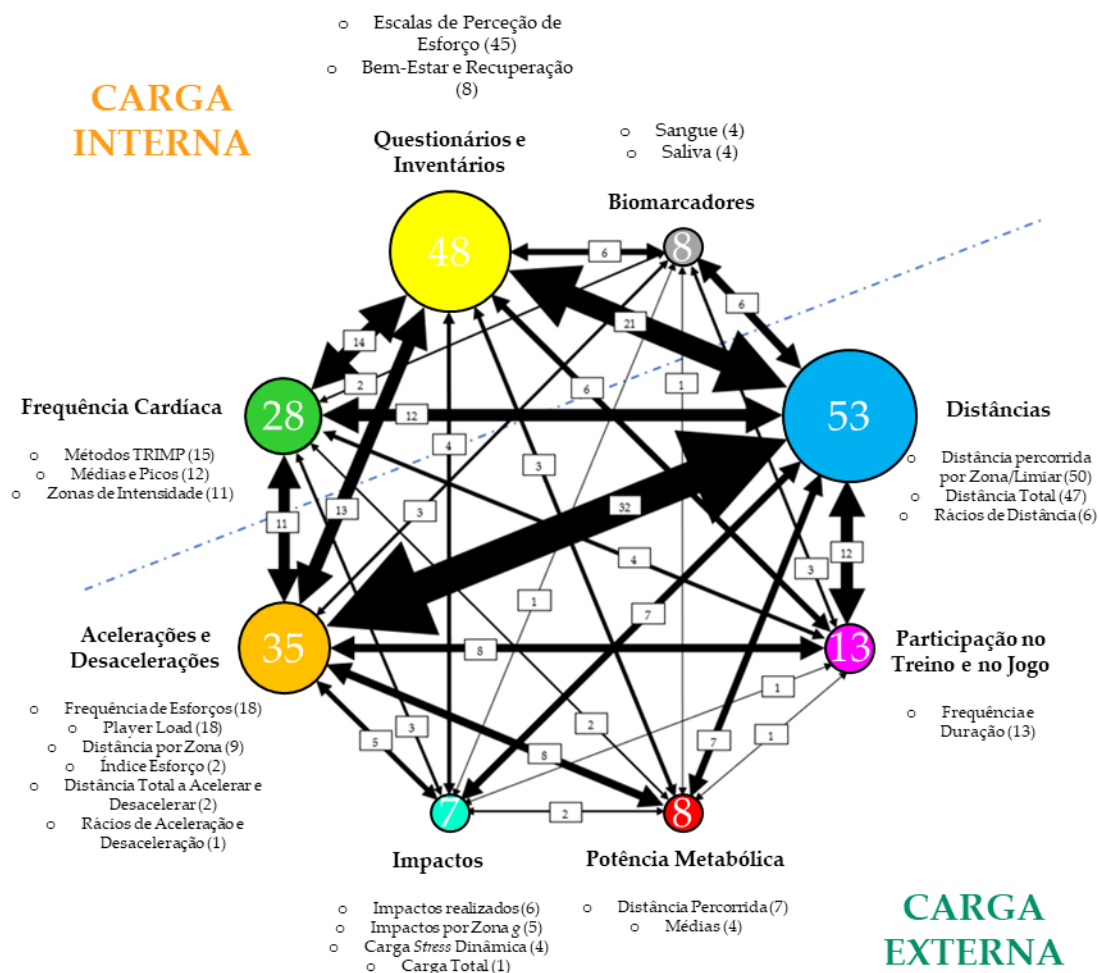 o Escalas de Perceção de
Esforço (45)
o Bem-Estar e Recuperação
(8)
CARGA
INTERNA
o Sangue (4)
o Saliva (4)
Questionários e
Inventários
Biomarcadores
48
8
6
6
21
14
2
6
1
Frequência Cardíaca
28
12
53
Distâncias
o Métodos TRIMP (15)
o Médias e Picos (12)
o Zonas de Intensidade (11)
o Distância percorrida
por Zona/Limiar (50)
o Distância Total (47)
o Rácios de Distância (6)
4
3
11
13
3
32
12
4
3
1
7
Acelerações e
Desacelerações
35
8
13
Participação no
Treino e no Jogo
o Frequência e
Duração (13)
o Frequência de Esforços (18)
o Player Load (18)
o Distância por Zona (9)
o Índice Esforço (2)
o Distância Total a Acelerar e
Desacelerar (2)
o Rácios de Aceleração e
Desaceleração (1)
1
3
2
5
8
7
1
7
2
8
Impactos
Potência Metabólica
o Impactos realizados (6)
o Impactos por Zona g (5)
o Carga Stress Dinâmica (4)
o Carga Total (1)
o Distância Percorrida (7)
o Médias (4)
CARGA
EXTERNA